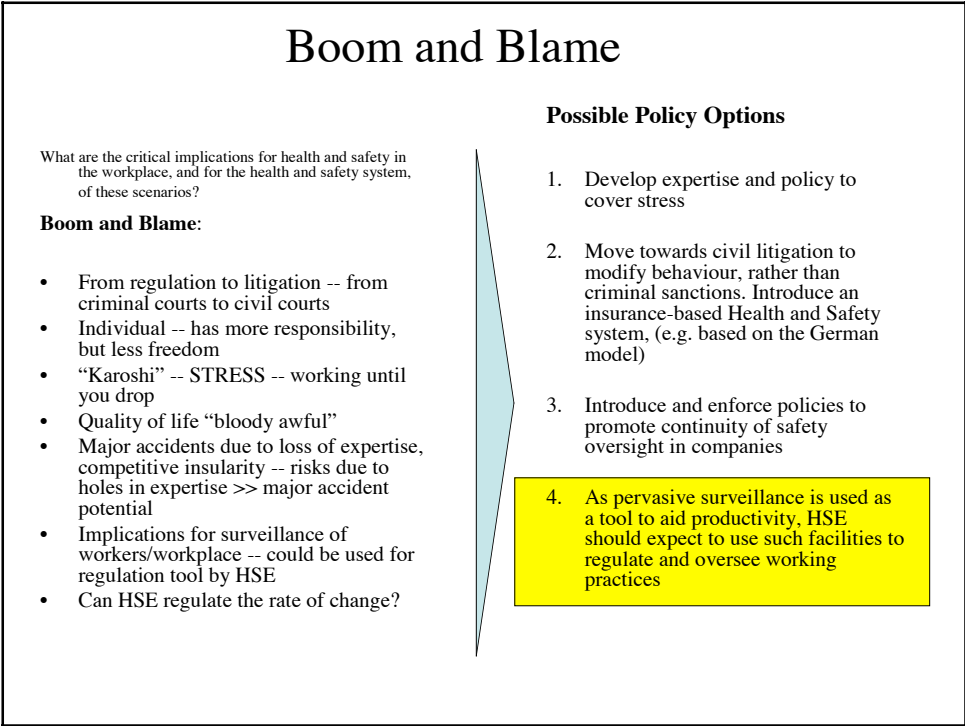 Boom and Blame
What are the critical implications for health and safety in
the workplace, and for the health and safety system,
of these scenarios?
Boom and Blame:
• From regulation to litigation -- from
criminal courts to civil courts
• Individual -- has more responsibility,
but less freedom
• “Karoshi” -- STRESS -- working until
you drop
• Quality of life “bloody awful”
• Major accidents due to loss of expertise,
competitive insularity -- risks due to
holes in expertise >> major accident
potential
• Implications for surveillance of
workers/workplace -- could be used for
regulation tool by HSE
• Can HSE regulate the rate of change?
Possible Policy Options
1. Develop expertise and policy to
cover stress
2. Move towards civil litigation to
modify behaviour, rather than
criminal sanctions. Introduce an
insurance-based Health and Safety
system, (e.g. based on the German
model)
3. Introduce and enforce policies to
promote continuity of safety
oversight in companies
4. As pervasive surveillance is used as
a tool to aid productivity, HSE
should expect to use such facilities to
regulate and oversee working
practices